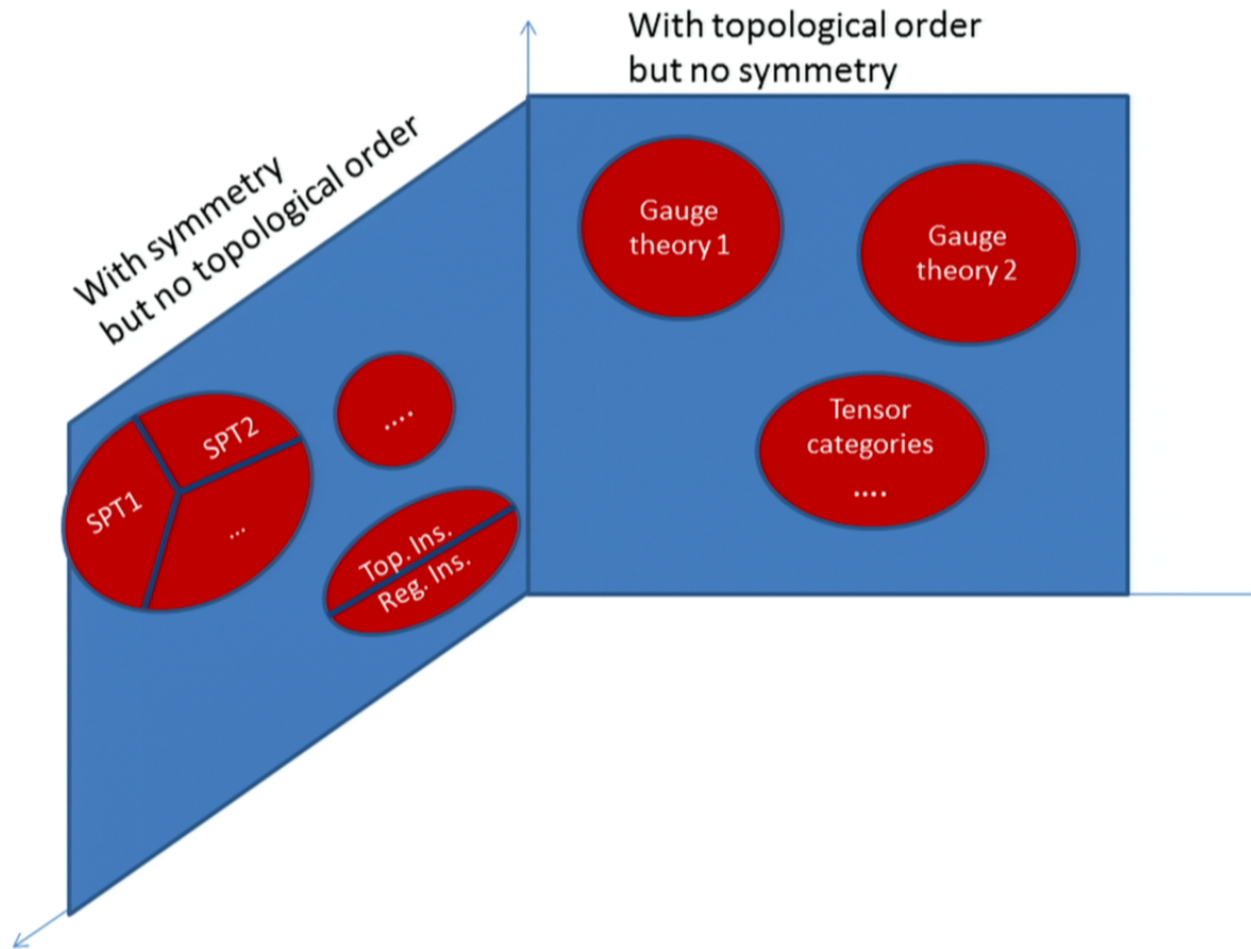 With topological order
but no symmetry
With symmetry
but no topological order
Gauge
theory 1
Gauge
theory 2
Tensor
categories
....
SPT1
SPT2
...
....
Top. Ins.
Reg. Ins.